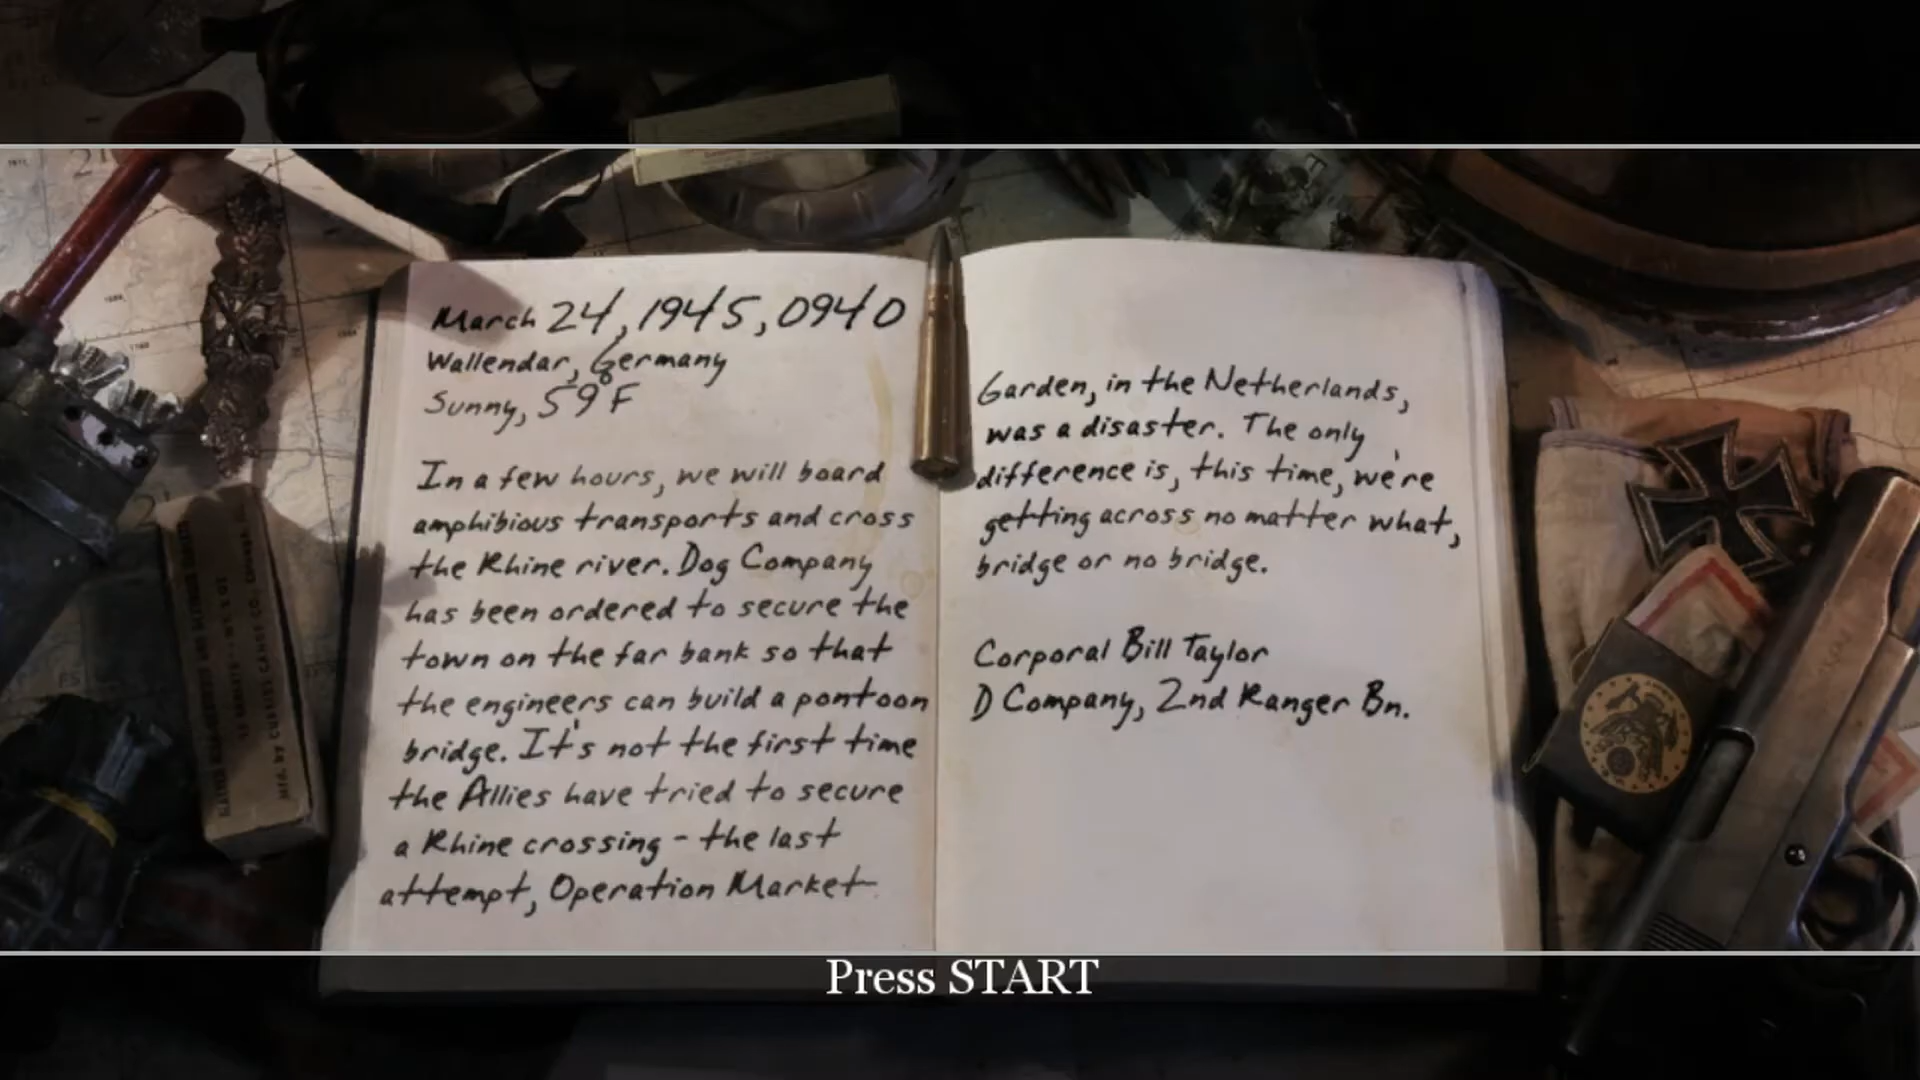 March 24, 1945, 0940
Wallendar, Germany
Sunny, 59 F
In a few hours, we will board
amphibious transports and cross
the Rhine river. Dog Company
has been ordered to secure the
town on the far bank so that
the engineers can build a pontoon
bridge. It's not the first time
the Allies have tried to secure
a Rhine crossing - the last
attempt, Operation Market
Garden, in the Netherlands,
was a disaster. The only
difference is, this time, we're
getting across no matter what,
bridge or no bridge.
Corporal Bill Taylor
D Company, 2nd Ranger Bn.
Press START